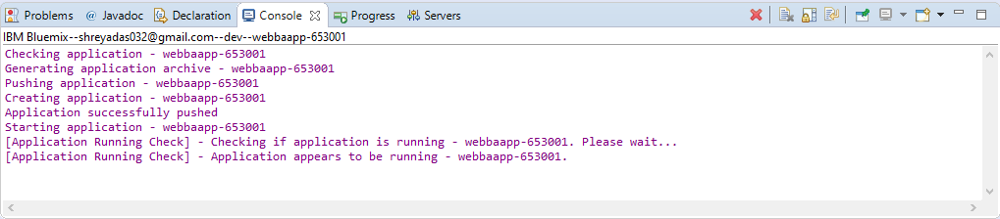 Problems @ Javadoc Declaration Console Progress Servers
IBM Bluemix--shreyadas032@gmail.com--dev--webbaapp-653001
Checking application - webbaapp-653001
Generating application archive - webbaapp-653001
Pushing application - webbaapp-653001
Creating application - webbaapp-653001
Application successfully pushed
Starting application - webbaapp-653001
[Application Running Check] - Checking if application is running - webbaapp-653001. Please wait...
[Application Running Check] - Application appears to be running - webbaapp-653001.